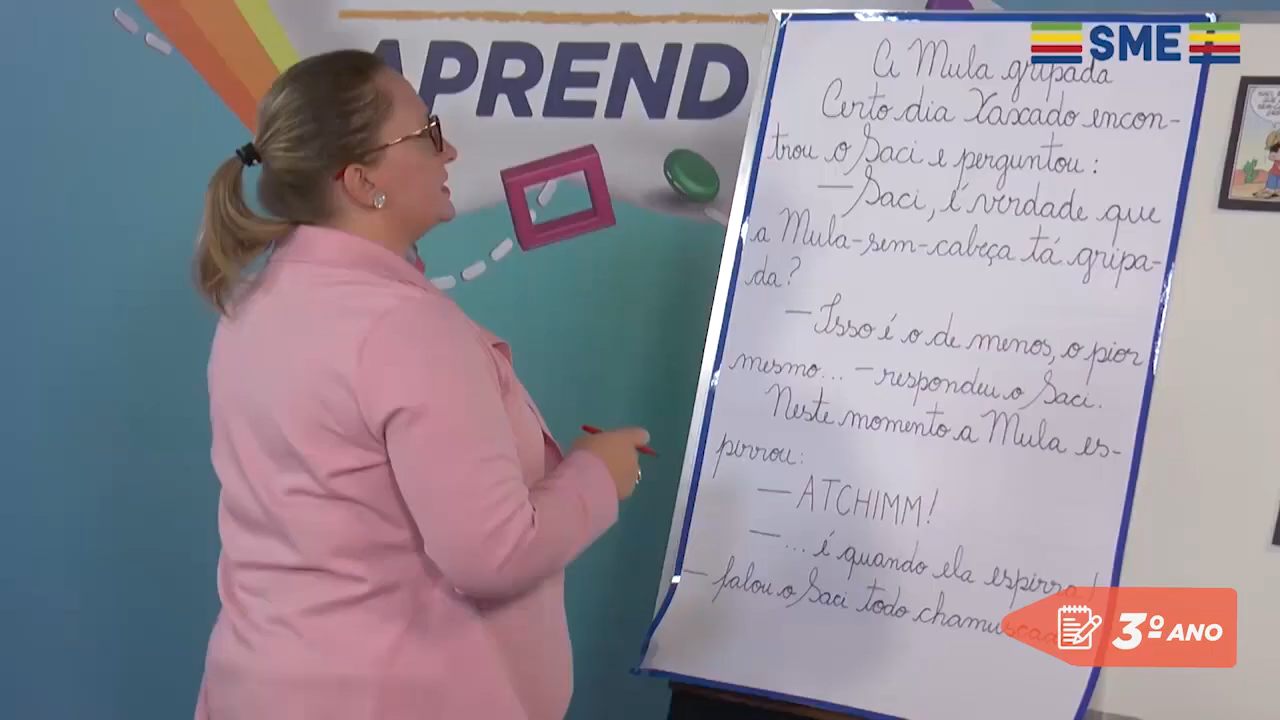 APREND
SME
A Mula gripada
Certo dia Xaxado encon-
trou o Saci e perguntou:
— Saci, é verdade que
a Mula-sem-cabeça tá gripa-
da?
— Isso é o de menos, o pior
mesmo... — respondeu o Saci.
Neste momento a Mula es-
pirrou:
— ATCHIMM!
— ... é quando ela espirra!
— falou o Saci todo chamuscado
3º ANO